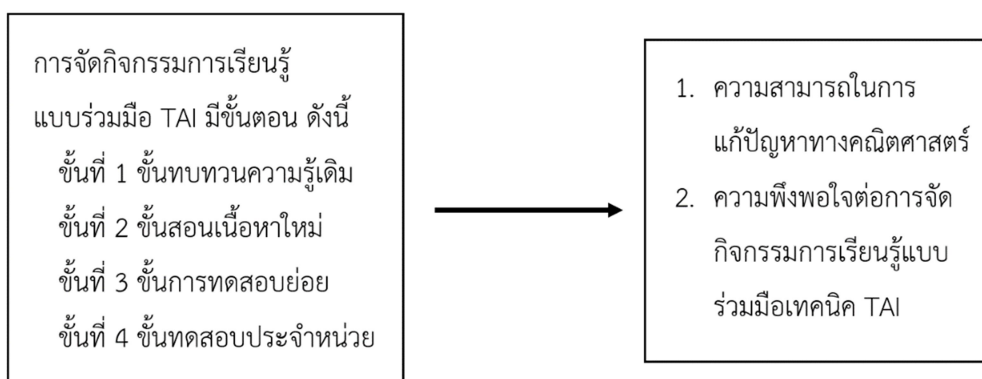 การจัดกิจกรรมการเรียนรู้
แบบร่วมมือ TAI มีขั้นตอน ดังนี้
ขั้นที่ 1 ขั้นทบทวนความรู้เดิม
ขั้นที่ 2 ขั้นสอนเนื้อหาใหม่
ขั้นที่ 3 ขั้นการทดสอบย่อย
ขั้นที่ 4 ขั้นทดสอบประจำหน่วย
1. ความสามารถในการ
แก้ปัญหาทางคณิตศาสตร์
2. ความพึงพอใจต่อการจัด
กิจกรรมการเรียนรู้แบบ
ร่วมมือเทคนิค TAI